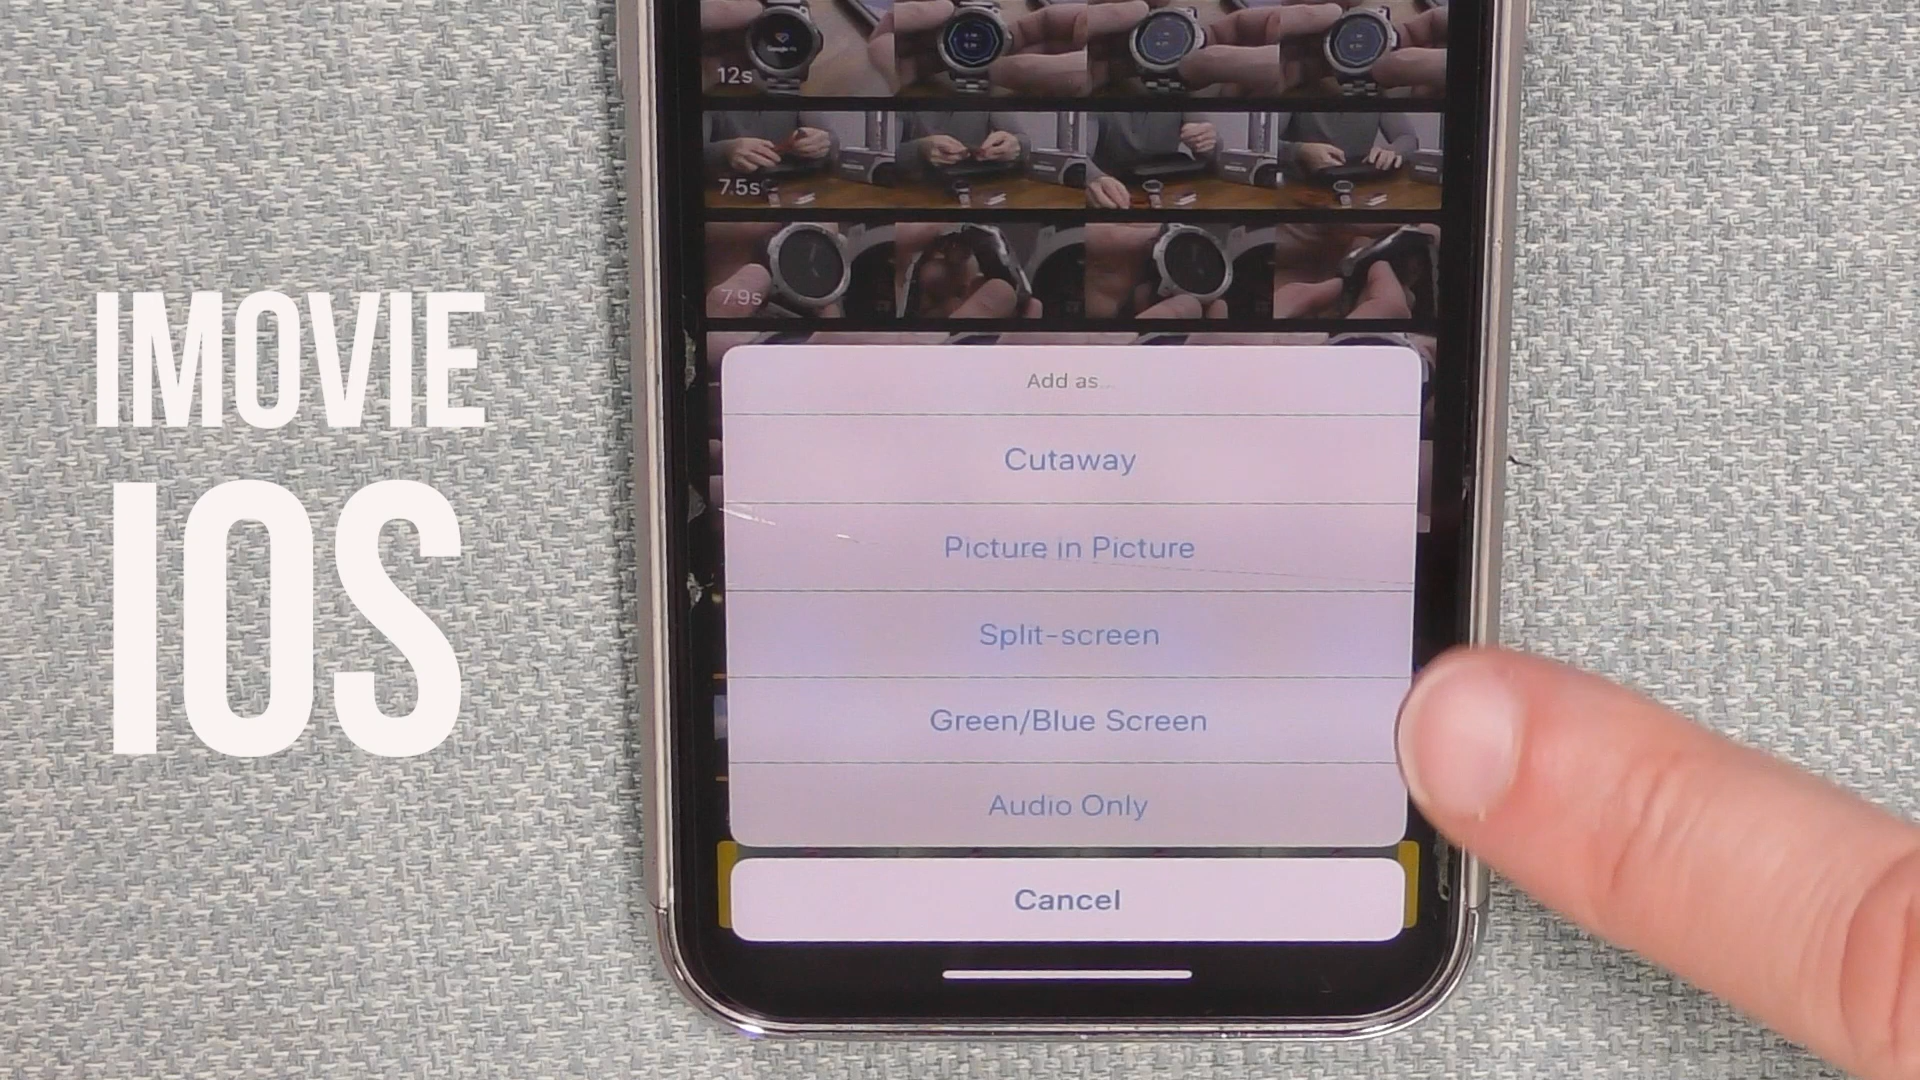 IMOVIE
IOS
12s
7.5s
7.9s
Add as...
Cutaway
Picture in Picture
Split-screen
Green/Blue Screen
Audio Only
Cancel